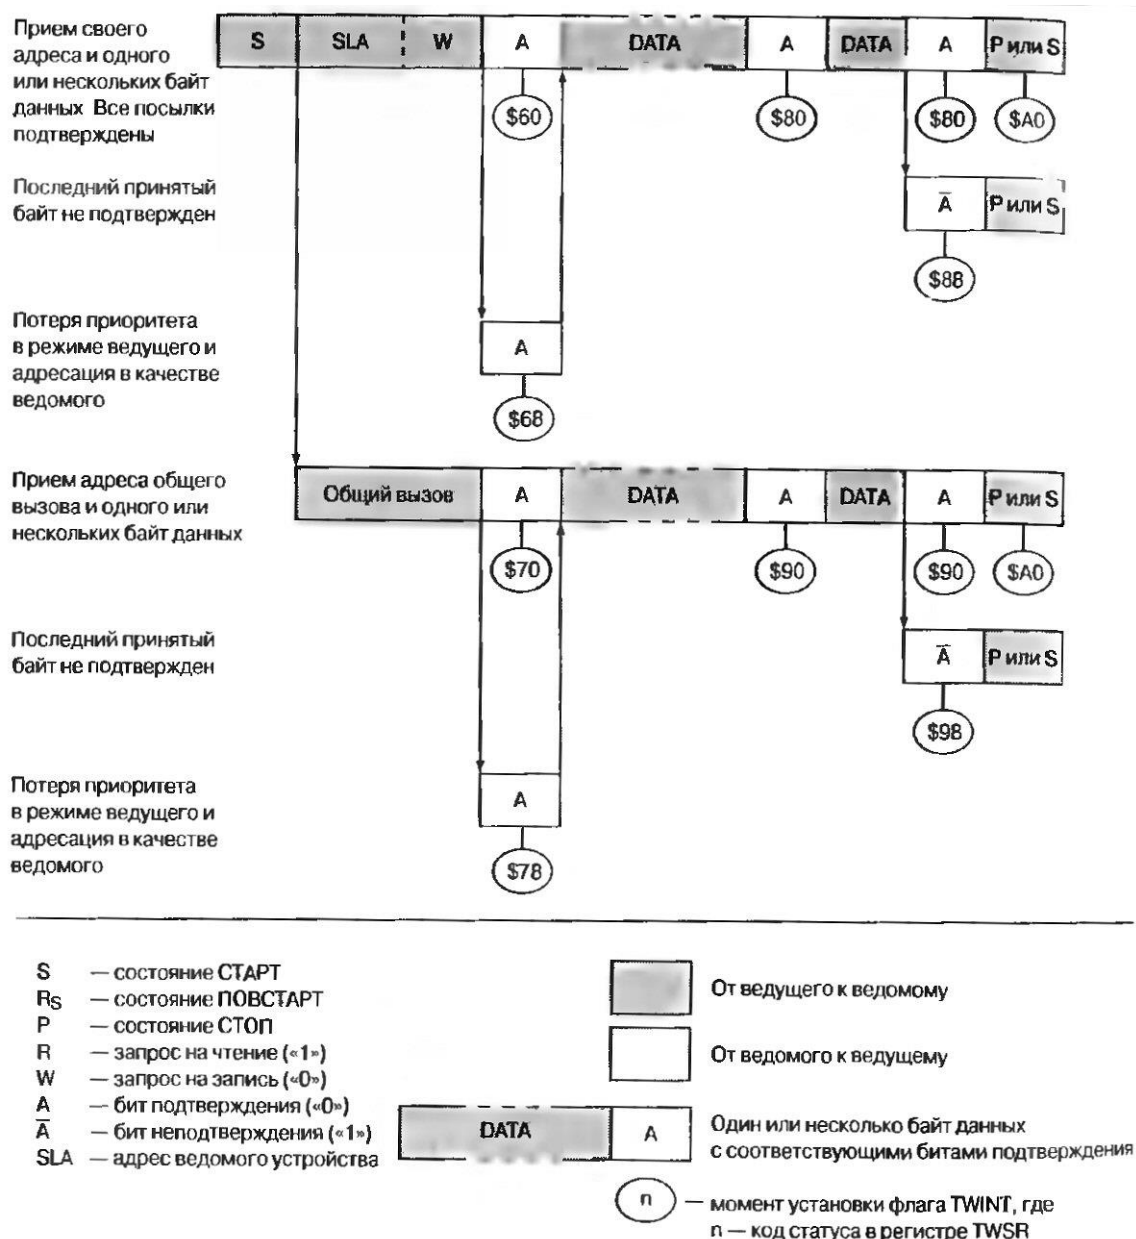 Прием своего
адреса и одного
или нескольких байт
данных Все посылки
подтверждены
S SLA W A DATA A DATA A P или S
$60 $80 $80 $A0
Последний принятый
байт не подтвержден
A̅ P или S
$88
Потеря приоритета
в режиме ведущего и
адресация в качестве
ведомого
A
$68
Прием адреса общего
вызова и одного или
нескольких байт данных
Общий вызов A DATA A DATA A P или S
$70 $90 $90 $A0
Последний принятый
байт не подтвержден
A̅ P или S
$98
Потеря приоритета
в режиме ведущего и
адресация в качестве
ведомого
A
$78
S — состояние СТАРТ
RS — состояние ПОВСТАРТ
P — состояние СТОП
R — запрос на чтение («1»)
W — запрос на запись («0»)
A — бит подтверждения («0»)
A̅ — бит неподтверждения («1»)
SLA — адрес ведомого устройства
От ведущего к ведомому
От ведомого к ведущему
DATA A
Один или несколько байт данных
с соответствующими битами подтверждения
n — момент установки флага TWINT, где
n — код статуса в регистре TWSR